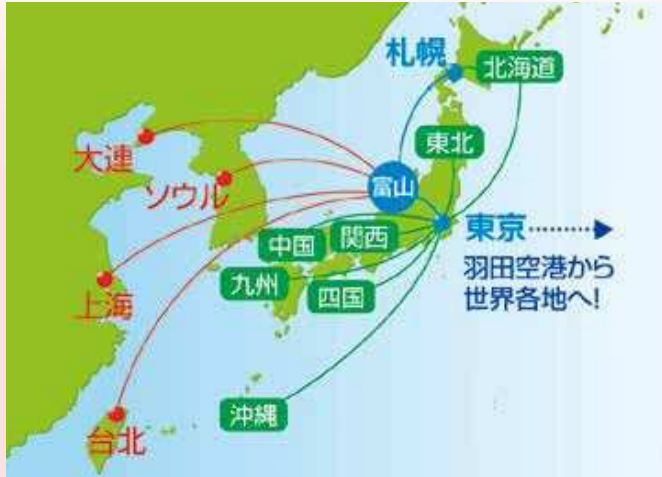 札幌
北海道
大連
東北
ソウル
富山
中国
関西
東京
九州
四国
羽田空港から
世界各地へ!
上海
沖縄
台北